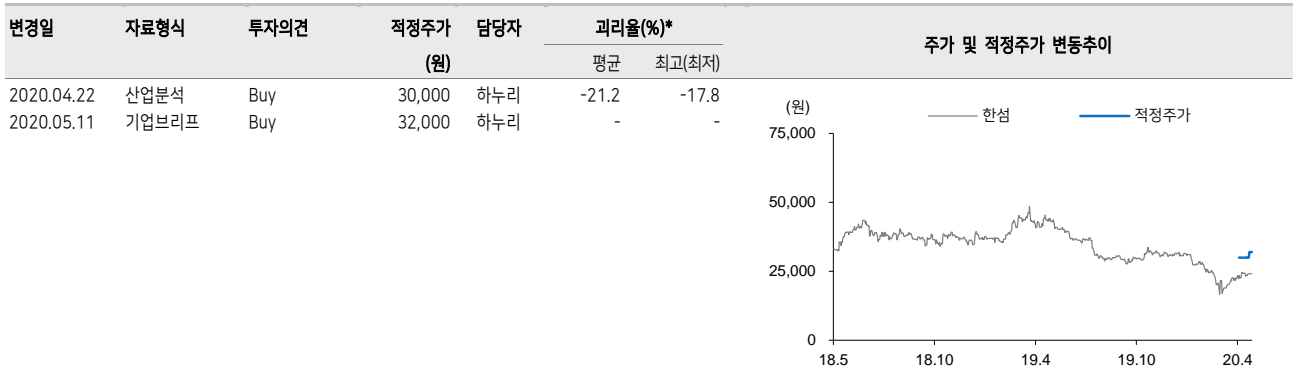 변경일 자료형식 투자의견 적정주가 담당자 괴리율(%)* 주가 및 적정주가 변동추이
(원) 평균 최고(최저)
2020.04.22 산업분석 Buy 30,000 하누리 -21.2 -17.8
2020.05.11 기업브리프 Buy 32,000 하누리 - -
(원) 한섬 적정주가
75,000
50,000
25,000
0
18.5 18.10 19.4 19.10 20.4